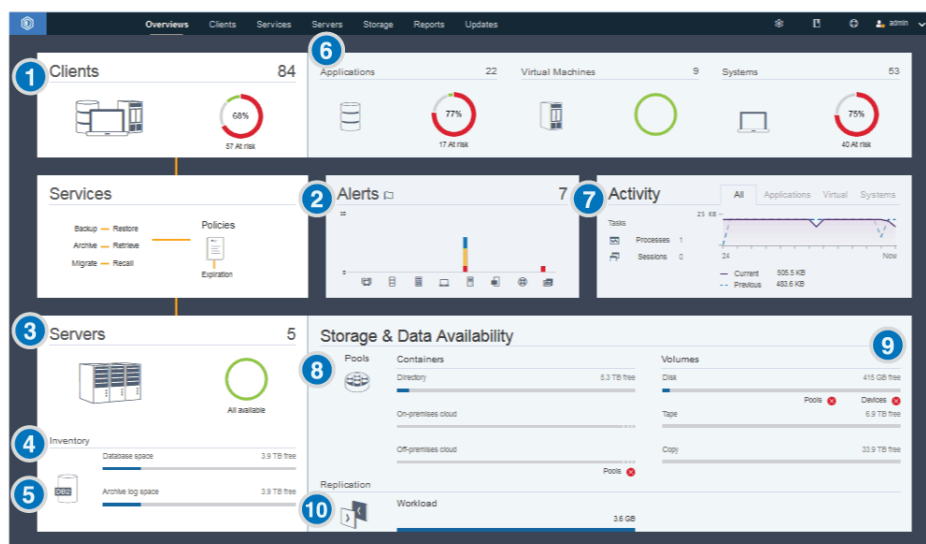 Overviews Clients Services Servers Storage Reports Updates admin
1 Clients 84
68%
57 At risk
6
Applications 22 Virtual Machines 9 Systems 53
77%
17 At risk
75%
40 At risk
Services
Backup Restore
Archive Retrieve
Migrate Recall
Policies
Expiration
2 Alerts 7
0
7 Activity All Applications Virtual Systems
Tasks
Processes 1
Sessions 0
25 KB
24 Now
Current 505.5 KB
Previous 483.6 KB
3 Servers 5
All available
4 Inventory
Database space 3.9 TB free
5 DB2
Archive log space 3.9 TB free
Storage & Data Availability
8 Pools Containers
Directory 5.3 TB free
On-premises cloud
Off-premises cloud
Pools
9 Volumes
Disk 415 GB free
Pools Devices
Tape 6.9 TB free
Copy 33.9 TB free
Replication
10 Workload
3.6 GB